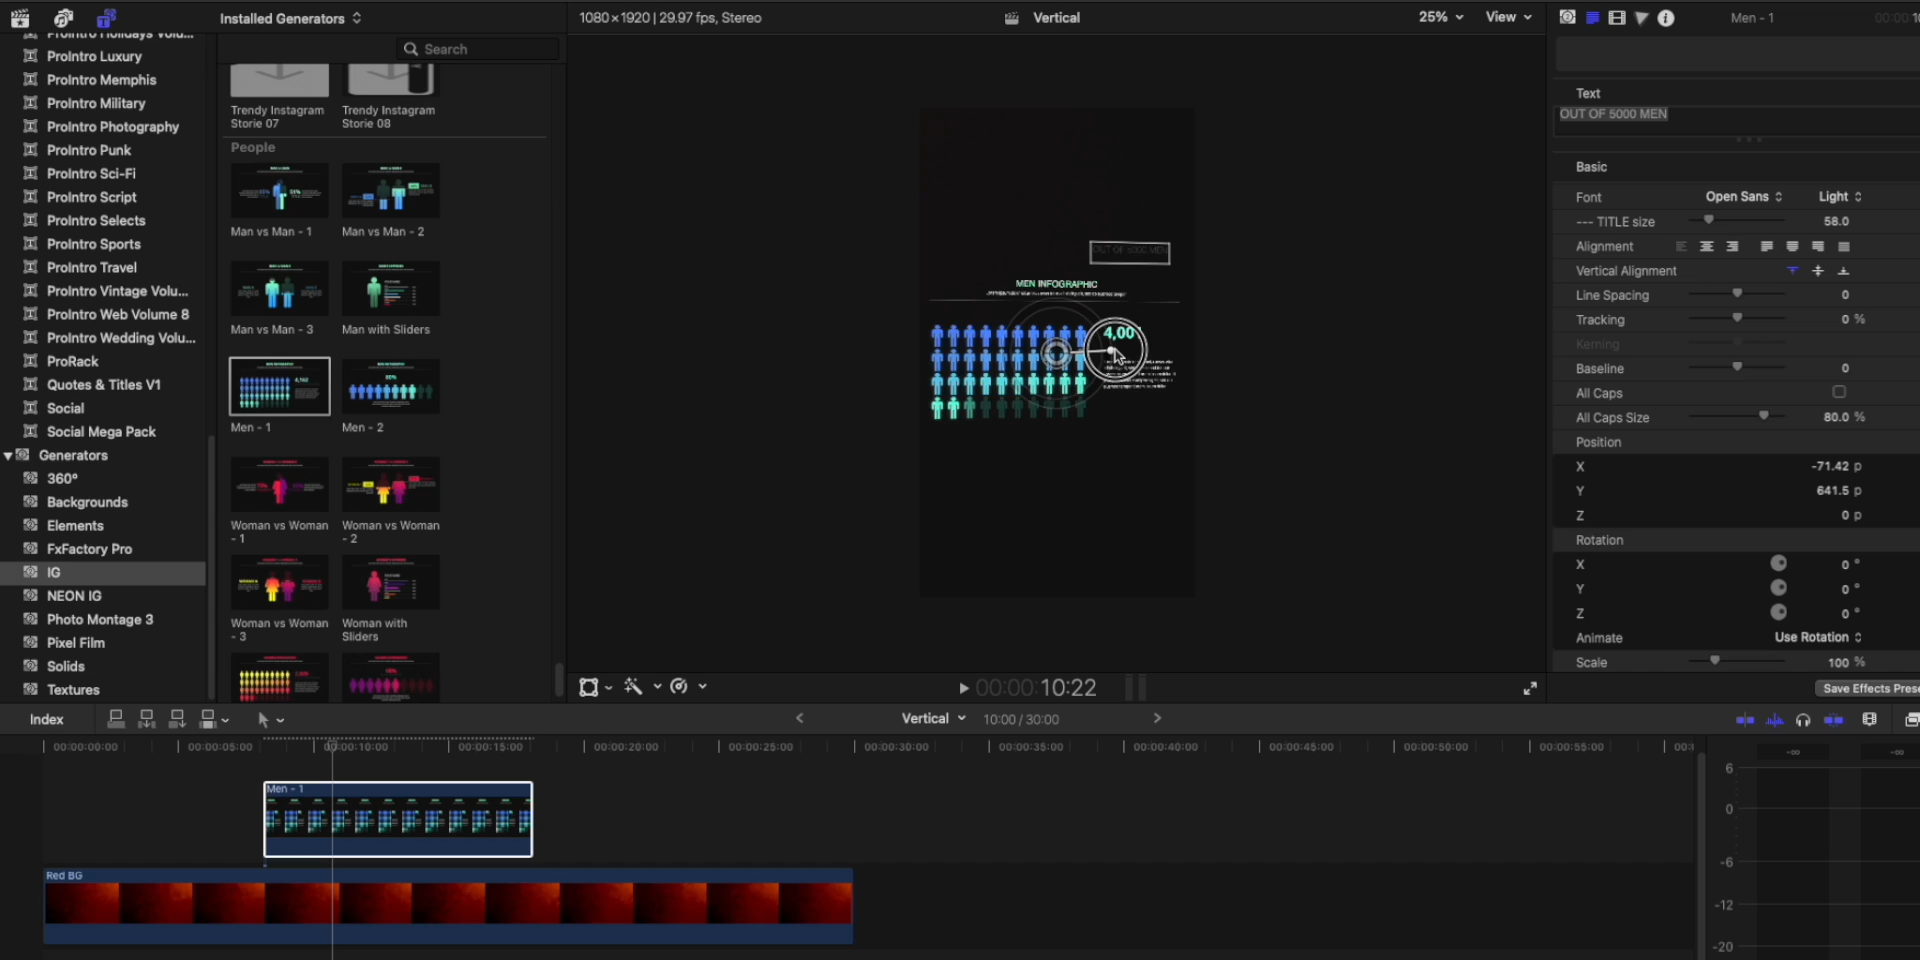 Installed Generators
1080×1920 | 29.97 fps, Stereo
Vertical
25%
View
Men - 1
Search
ProIntro Holidays Volu...
ProIntro Luxury
ProIntro Memphis
ProIntro Military
ProIntro Photography
ProIntro Punk
ProIntro Sci-Fi
ProIntro Script
ProIntro Selects
ProIntro Sports
ProIntro Travel
ProIntro Vintage Volu...
ProIntro Web Volume 8
ProIntro Wedding Volu...
ProRack
Quotes & Titles V1
Social
Social Mega Pack
Generators
360°
Backgrounds
Elements
FxFactory Pro
IG
NEON IG
Photo Montage 3
Pixel Film
Solids
Textures
Trendy Instagram
Storie 07
Trendy Instagram
Storie 08
People
Man vs Man - 1
Man vs Man - 2
Man vs Man - 3
Man with Sliders
Men - 1
Men - 2
Woman vs Woman
- 1
Woman vs Woman
- 2
Woman vs Woman
- 3
Woman with
Sliders
OUT OF 5000 MEN
MEN INFOGRAPHIC
4,00
Text
OUT OF 5000 MEN
Basic
Font Open Sans Light
--- TITLE size 58.0
Alignment
Vertical Alignment
Line Spacing 0
Tracking 0 %
Kerning
Baseline 0
All Caps
All Caps Size 80.0 %
Position
X -71.42 p
Y 641.5 p
Z 0 p
Rotation
X 0 °
Y 0 °
Z 0 °
Animate Use Rotation
Scale 100 %
Save Effects Prese
00:00:10:22
Index
Vertical
10:00 / 30:00
00:00:00:00
00:00:05:00
00:00:10:00
00:00:15:00
00:00:20:00
00:00:25:00
00:00:30:00
00:00:35:00
00:00:40:00
00:00:45:00
00:00:50:00
00:00:55:00
Men - 1
Red BG
6
0
-6
-12
-20
-∞
-∞